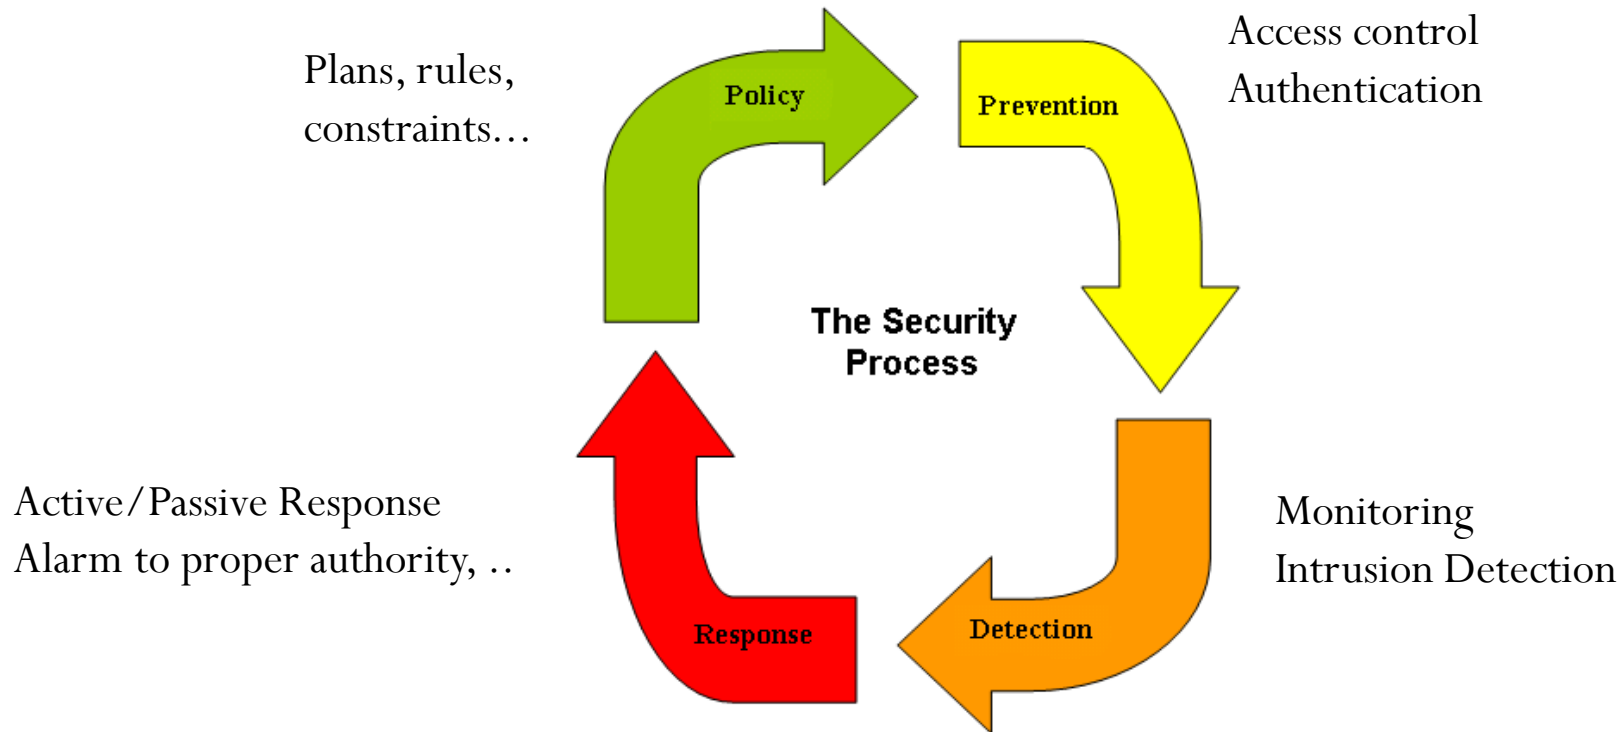 Plans, rules,
constraints...
Policy
Prevention
Access control
Authentication
The Security
Process
Active/Passive Response
Alarm to proper authority, ..
Response
Detection
Monitoring
Intrusion Detection